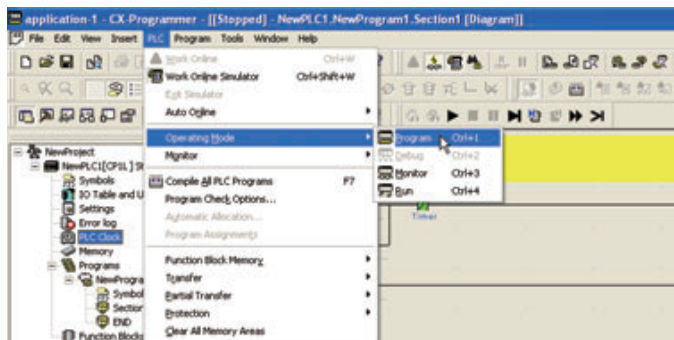 application-1 - CX-Programmer - [[Stopped] - NewPLC1.NewProgram1.Section1 [Diagram]]
File Edit View Insert PLC Program Tools Window Help
Work Online Ctrl+W
Work Online Simulator Ctrl+Shift+W
Exit Simulator
Auto Online
Operating Mode
Program Ctrl+1
Monitor
Debug Ctrl+2
Compile All PLC Programs F7
Monitor Ctrl+3
Program Check Options...
Run Ctrl+4
Automatic Allocation...
Timer
Program Assignments
Function Block Memory
Transfer
Partial Transfer
Protection
Clear All Memory Areas
NewProject
NewPLC1[CP1L] St
Symbols
IO Table and U
Settings
Error log
PLC Clock
Memory
Programs
NewProgra
Symbol
Section
END
Function Blocks